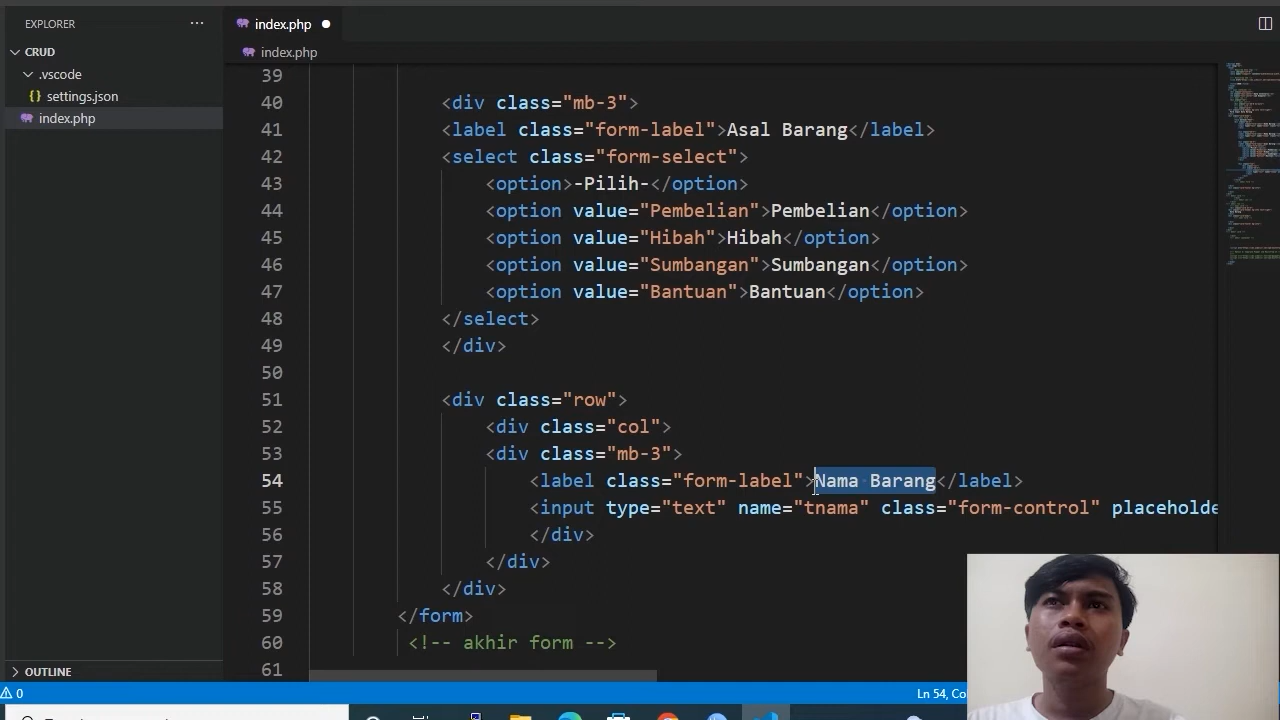 EXPLORER
index.php
CRUD
index.php
.vscode
settings.json
index.php
39
40 <div class="mb-3">
41 <label class="form-label">Asal Barang</label>
42 <select class="form-select">
43 <option>-Pilih-</option>
44 <option value="Pembelian">Pembelian</option>
45 <option value="Hibah">Hibah</option>
46 <option value="Sumbangan">Sumbangan</option>
47 <option value="Bantuan">Bantuan</option>
48 </select>
49 </div>
50
51 <div class="row">
52 <div class="col">
53 <div class="mb-3">
54 <label class="form-label">Nama Barang</label>
55 <input type="text" name="tnama" class="form-control" placeholde
56 </div>
57 </div>
58 </div>
59 </form>
60 <!-- akhir form -->
61
OUTLINE
0
Ln 54, Co